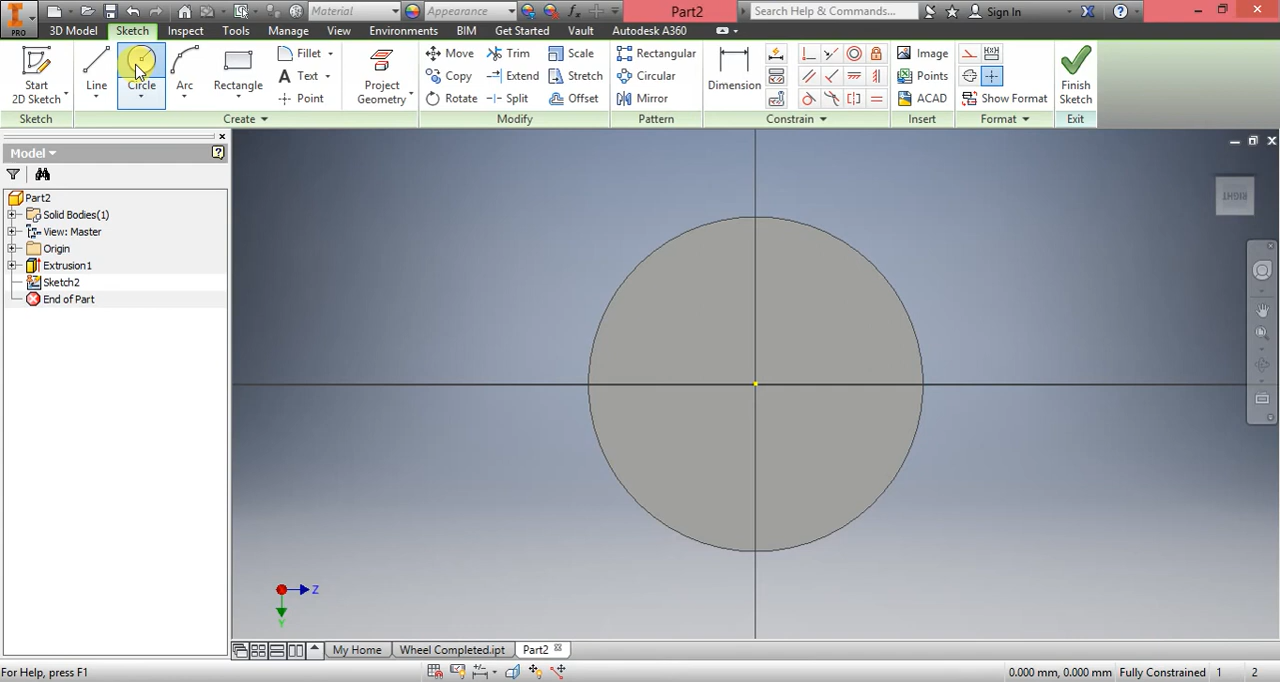 Material Appearance Part2 Search Help & Commands... Sign In
PRO 3D Model Sketch Inspect Tools Manage View Environments BIM Get Started Vault Autodesk A360
Start 2D Sketch Line Circle Arc Rectangle Fillet Text Point Project Geometry Move Copy Rotate Trim Extend Split Scale Stretch Offset Rectangular Circular Mirror Dimension Image Points ACAD Show Format Finish Sketch
Sketch Create Modify Pattern Constrain Insert Format Exit
Model
Part2
Solid Bodies(1)
View: Master
Origin
Extrusion1
Sketch2
End of Part
RIGHT
Z
Y
My Home Wheel Completed.ipt Part2
For Help, press F1 0.000 mm, 0.000 mm Fully Constrained 1 2